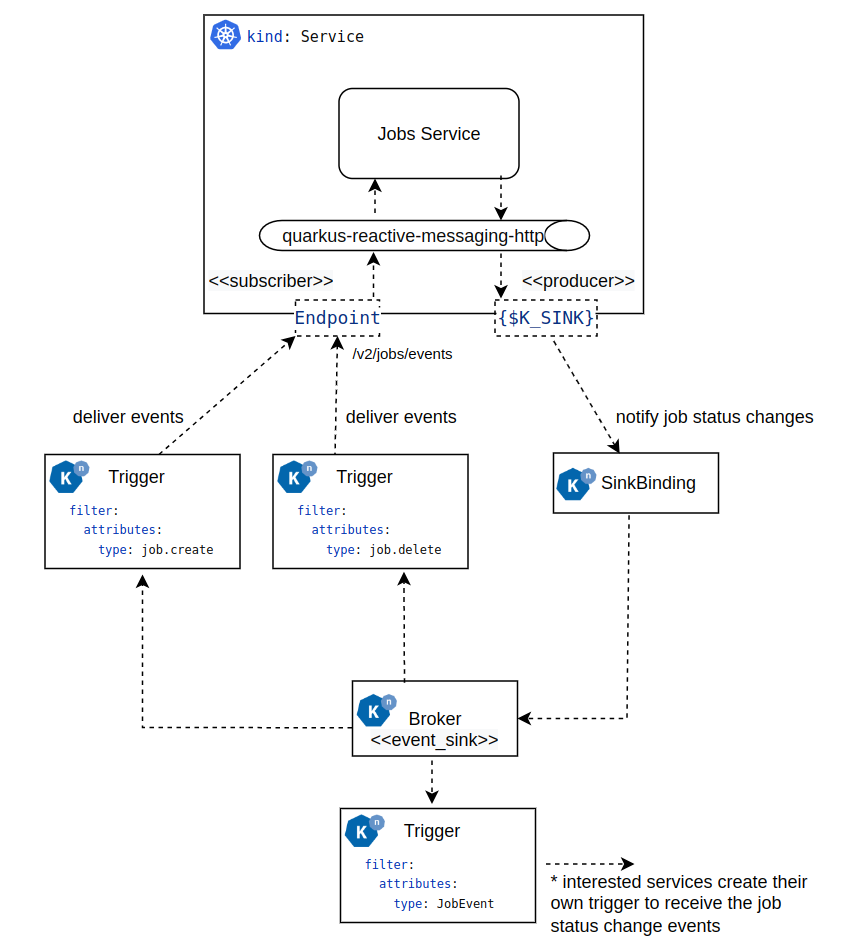 kind: Service
Jobs Service
quarkus-reactive-messaging-http
<<subscriber>>
<<producer>>
Endpoint
{$K_SINK}
/v2/jobs/events
deliver events
deliver events
notify job status changes
K n
Trigger
filter:
attributes:
type: job.create
K n
Trigger
filter:
attributes:
type: job.delete
K n
SinkBinding
K n
Broker
<<event_sink>>
K n
Trigger
filter:
attributes:
type: JobEvent
* interested services create their
own trigger to receive the job
status change events